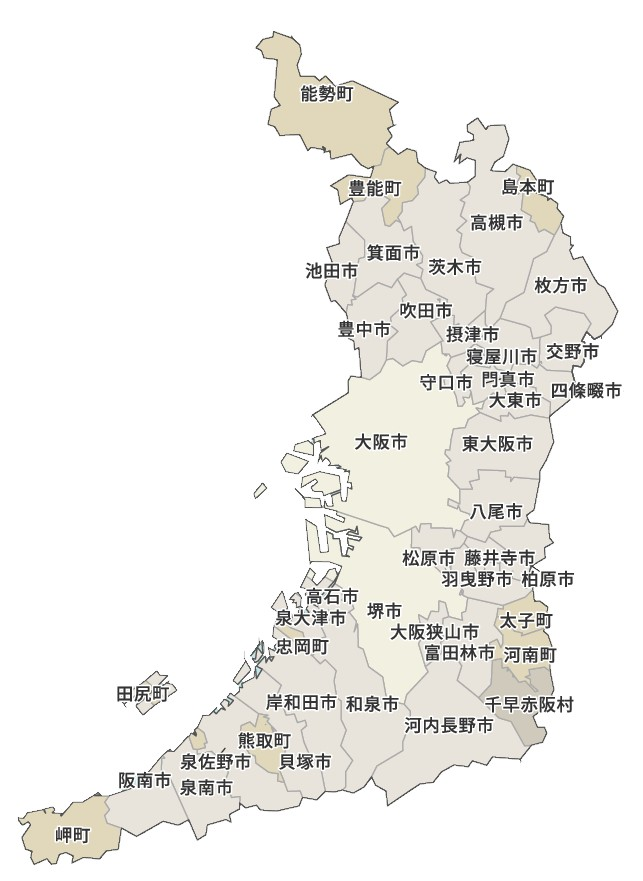 能勢町
豊能町
島本町
高槻市
箕面市
茨木市
池田市
枚方市
吹田市
豊中市
摂津市
寝屋川市
交野市
守口市
門真市
四條畷市
大東市
大阪市
東大阪市
八尾市
松原市
藤井寺市
羽曳野市
柏原市
高石市
堺市
泉大津市
太子町
大阪狭山市
忠岡町
富田林市
河南町
田尻町
岸和田市
和泉市
千早赤阪村
河内長野市
熊取町
泉佐野市
貝塚市
阪南市
泉南市
岬町